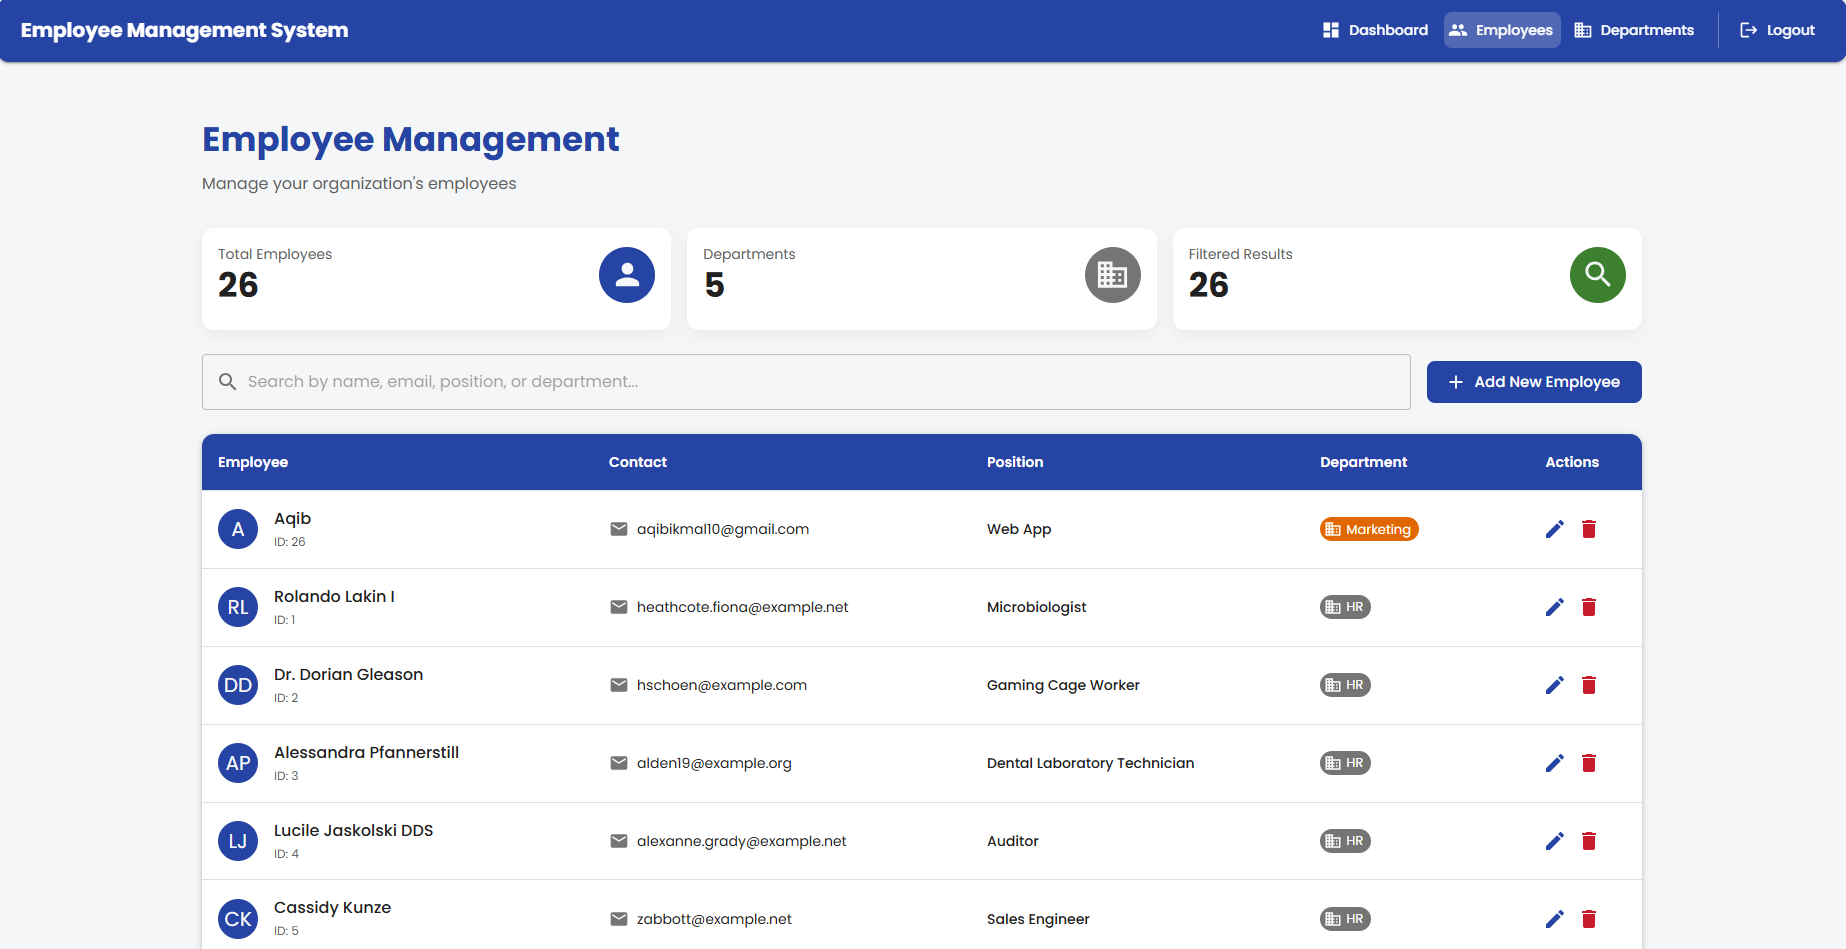 Employee Management System
Dashboard
Employees
Departments
Logout
Employee Management
Manage your organization's employees
Total Employees
26
Departments
5
Filtered Results
26
Search by name, email, position, or department...
Add New Employee
Employee Contact Position Department Actions
A Aqib aqibikmal10@gmail.com Web App Marketing
ID: 26
RL Rolando Lakin I heathcote.fiona@example.net Microbiologist HR
ID: 1
DD Dr. Dorian Gleason hschoen@example.com Gaming Cage Worker HR
ID: 2
AP Alessandra Pfannerstill alden19@example.org Dental Laboratory Technician HR
ID: 3
LJ Lucile Jaskolski DDS alexanne.grady@example.net Auditor HR
ID: 4
CK Cassidy Kunze zabbott@example.net Sales Engineer HR
ID: 5